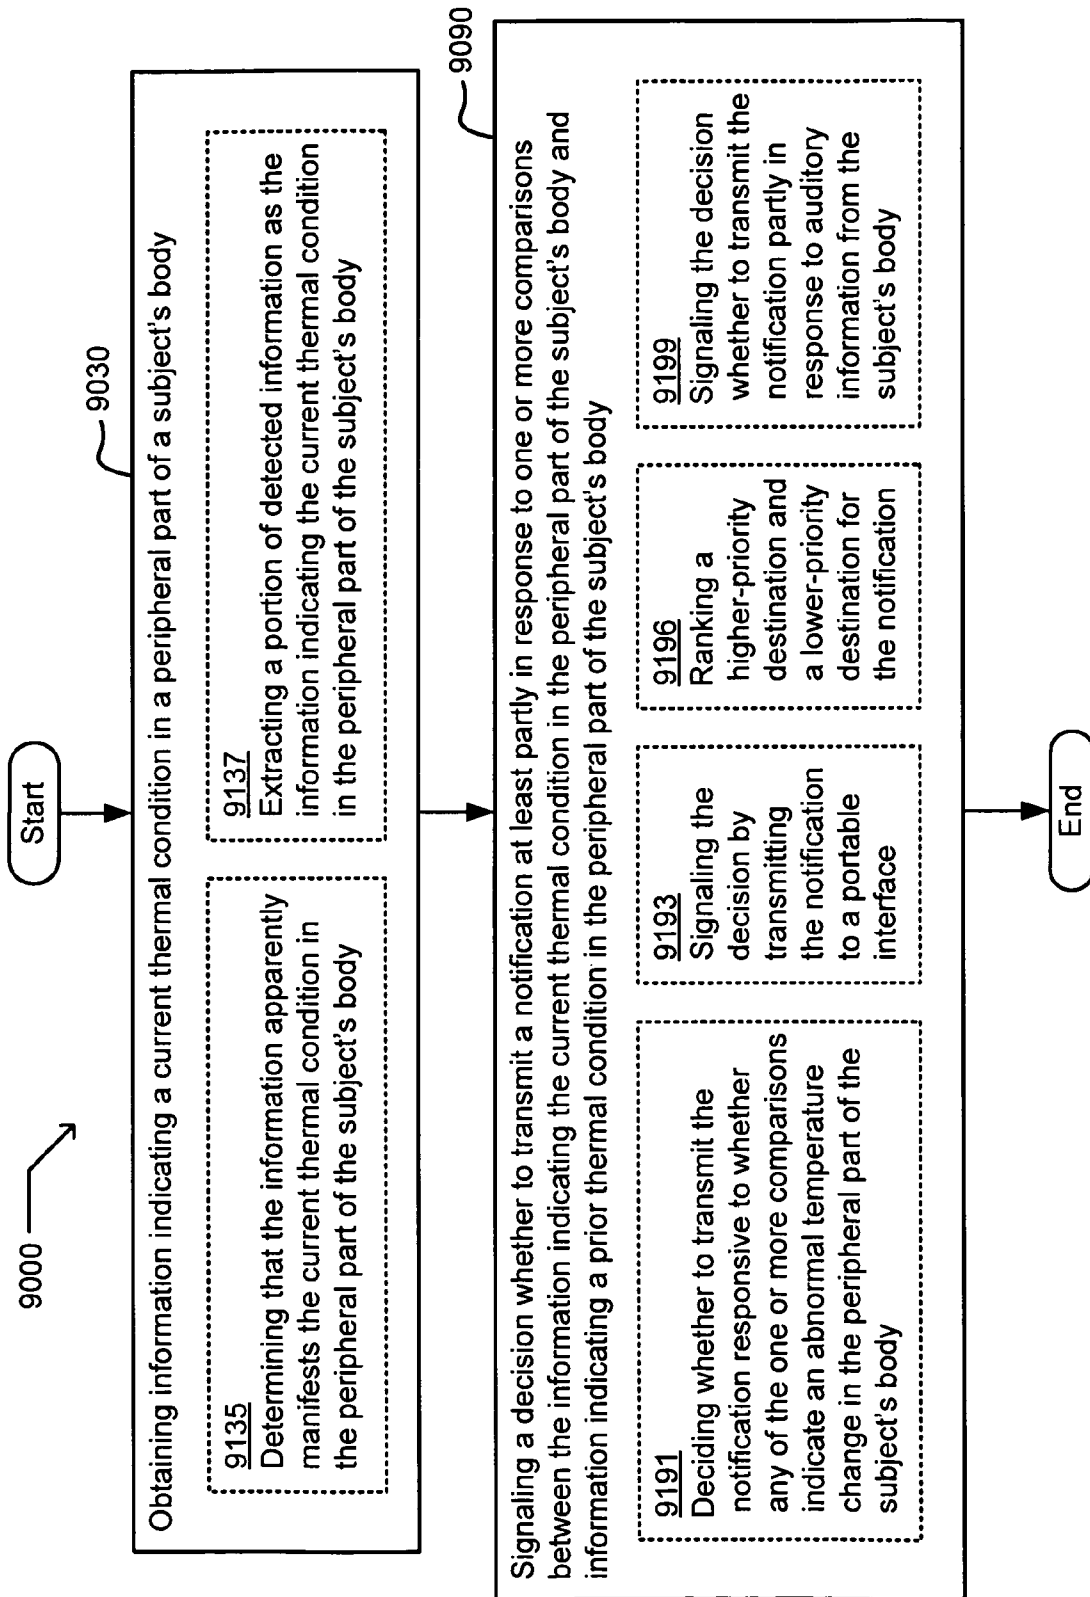 9000
Start
9030
Obtaining information indicating a current thermal condition in a peripheral part of a subject's body
9135
Determining that the information apparently
manifests the current thermal condition in
the peripheral part of the subject's body
9137
Extracting a portion of detected information as the
information indicating the current thermal condition
in the peripheral part of the subject's body
9090
Signaling a decision whether to transmit a notification at least partly in response to one or more comparisons
between the information indicating the current thermal condition in the peripheral part of the subject's body and
information indicating a prior thermal condition in the peripheral part of the subject's body
9191
Deciding whether to transmit the
notification responsive to whether
any of the one or more comparisons
indicate an abnormal temperature
change in the peripheral part of the
subject's body
9193
Signaling the
decision by
transmitting
the notification
to a portable
interface
9196
Ranking a
higher-priority
destination and
a lower-priority
destination for
the notification
9199
Signaling the decision
whether to transmit the
notification partly in
response to auditory
information from the
subject's body
End